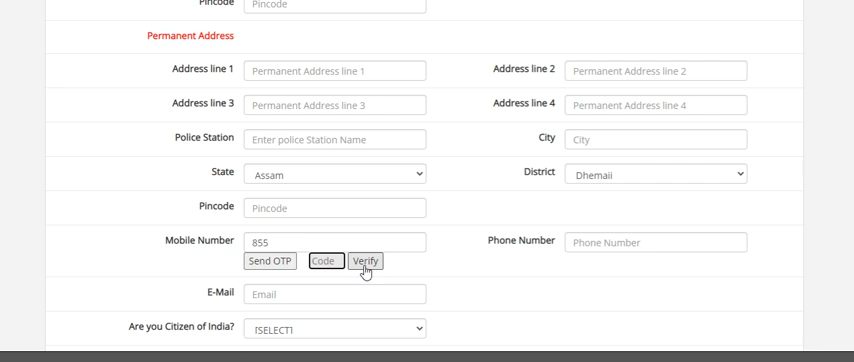 Pincode Pincode
Permanent Address
Address line 1 Permanent Address line 1 Address line 2 Permanent Address line 2
Address line 3 Permanent Address line 3 Address line 4 Permanent Address line 4
Police Station Enter police Station Name City City
State Assam District Dhemaji
Pincode Pincode
Mobile Number 855 Phone Number Phone Number
Send OTP Code Verify
E-Mail Email
Are you Citizen of India? [SELECT]